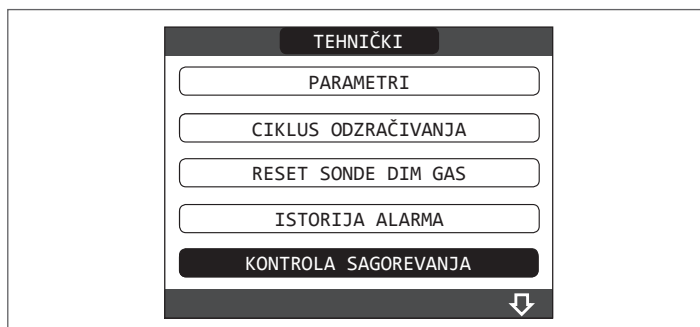 TEHNIČKI
PARAMETRI
CIKLUS ODZRAČIVANJA
RESET SONDE DIM GAS
ISTORIJA ALARMA
KONTROLA SAGOREVANJA